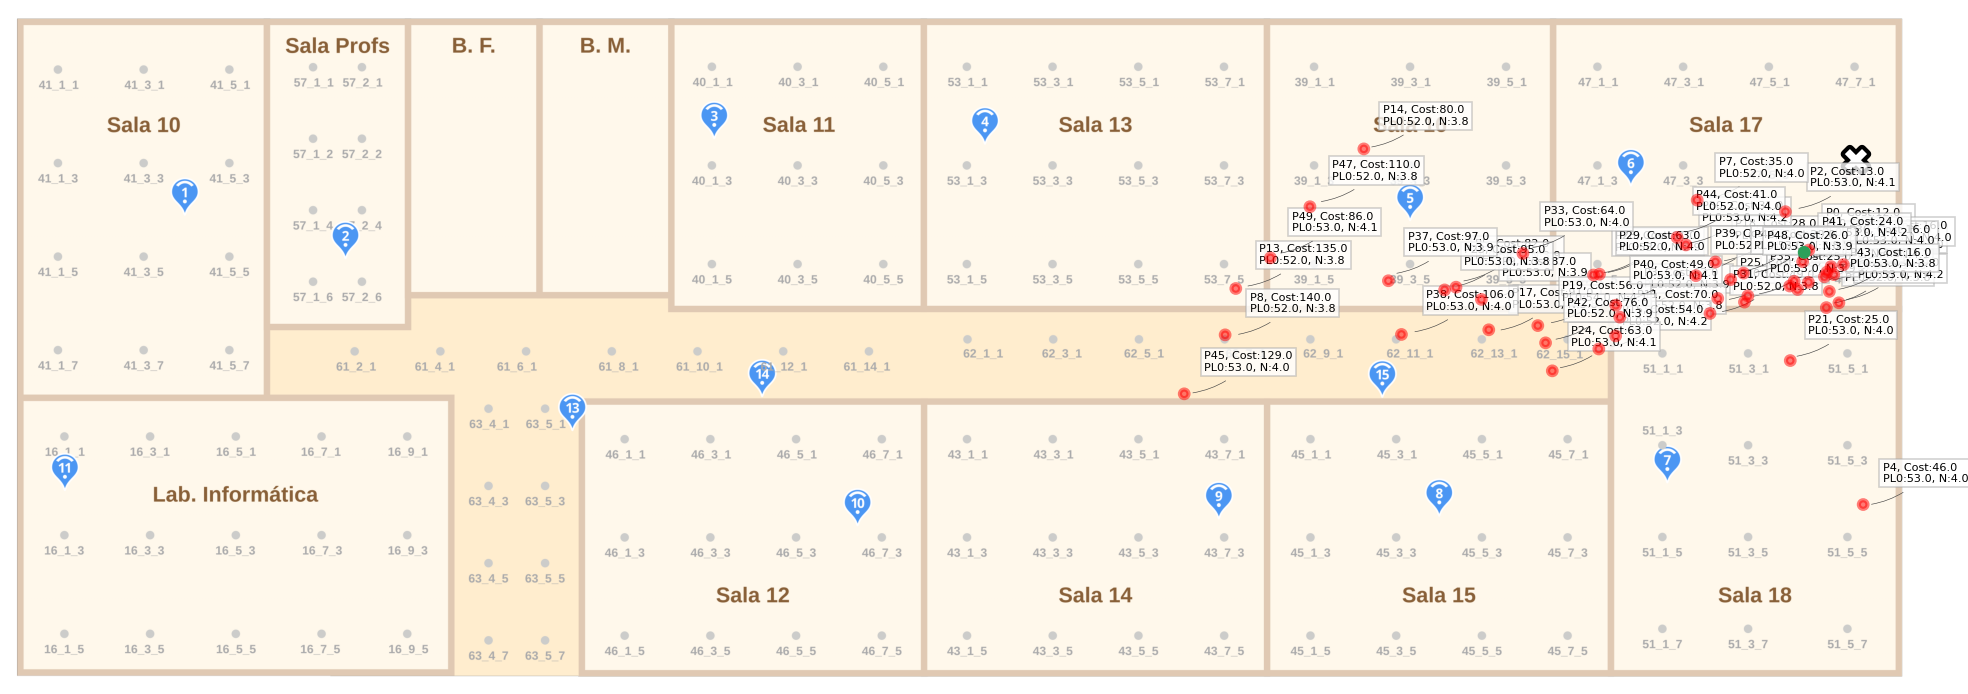 Sala Profs
B. F.
B. M.
41_1_1
41_3_1
41_5_1
57_1_1 57_2_1
40_1_1
40_3_1
40_5_1
53_1_1
53_3_1
53_5_1
53_7_1
39_1_1
39_3_1
39_5_1
47_1_1
47_3_1
47_5_1
47_7_1
Sala 10
Sala 11
Sala 13
Sala 17
3
4
P14, Cost:80.0
PL0:52.0, N:3.8
57_1_2 57_2_2
41_1_3
41_3_3
41_5_3
40_1_3
40_3_3
40_5_3
53_1_3
53_3_3
53_5_3
53_7_3
39_5_3
47_1_3
47_3_3
1
5
6
P47, Cost:110.0
PL0:52.0, N:3.8
P7, Cost:35.0
PL0:52.0, N:4.0
P2, Cost:13.0
PL0:53.0, N:4.1
P44, Cost:41.0
PL0:52.0, N:4.0
P49, Cost:86.0
PL0:53.0, N:4.1
P33, Cost:64.0
PL0:53.0, N:4.0
57_1_4
2
P41, Cost:24.0
P13, Cost:135.0
PL0:52.0, N:3.8
P37, Cost:97.0
PL0:53.0, N:3.9
P29, Cost:63.0
PL0:52.0, N:4.0
P48, Cost:26.0
PL0:53.0, N:3.9
41_1_5
41_3_5
41_5_5
40_1_5
40_3_5
40_5_5
53_1_5
53_3_5
53_5_5
57_1_6 57_2_6
P40, Cost:49.0
PL0:53.0, N:4.1
P8, Cost:140.0
PL0:52.0, N:3.8
P36, Cost:106.0
PL0:53.0, N:4.0
P19, Cost:56.0
P42, Cost:76.0
PL0:52.0, N:3.9
P24, Cost:63.0
PL0:53.0, N:4.1
P21, Cost:25.0
PL0:53.0, N:4.0
P45, Cost:129.0
PL0:53.0, N:4.0
41_1_7
41_3_7
41_5_7
61_2_1
61_4_1
61_6_1
61_8_1
61_10_1
61_14_1
62_1_1
62_3_1
62_5_1
62_9_1
62_11_1
62_13_1
62_15_1
51_1_1
51_3_1
51_5_1
14
15
13
63_4_1
63_5_1
16_1_1
16_3_1
16_5_1
16_7_1
16_9_1
46_1_1
46_3_1
46_5_1
46_7_1
43_1_1
43_3_1
43_5_1
43_7_1
45_1_1
45_3_1
45_5_1
45_7_1
51_1_3
51_3_3
51_5_3
11
7
P4, Cost:46.0
PL0:53.0, N:4.0
Lab. Informática
63_4_3
63_5_3
10
9
8
16_1_3
16_3_3
16_5_3
16_7_3
16_9_3
46_1_3
46_3_3
46_5_3
46_7_3
43_1_3
43_3_3
43_5_3
43_7_3
45_1_3
45_3_3
45_5_3
45_7_3
51_1_5
51_3_5
51_5_5
63_4_5
63_5_5
Sala 12
Sala 14
Sala 15
Sala 18
16_1_5
16_3_5
16_5_5
16_7_5
16_9_5
63_4_7
63_5_7
46_1_5
46_3_5
46_5_5
46_7_5
43_1_5
43_3_5
43_5_5
43_7_5
45_1_5
45_3_5
45_5_5
45_7_5
51_1_7
51_3_7
51_5_7